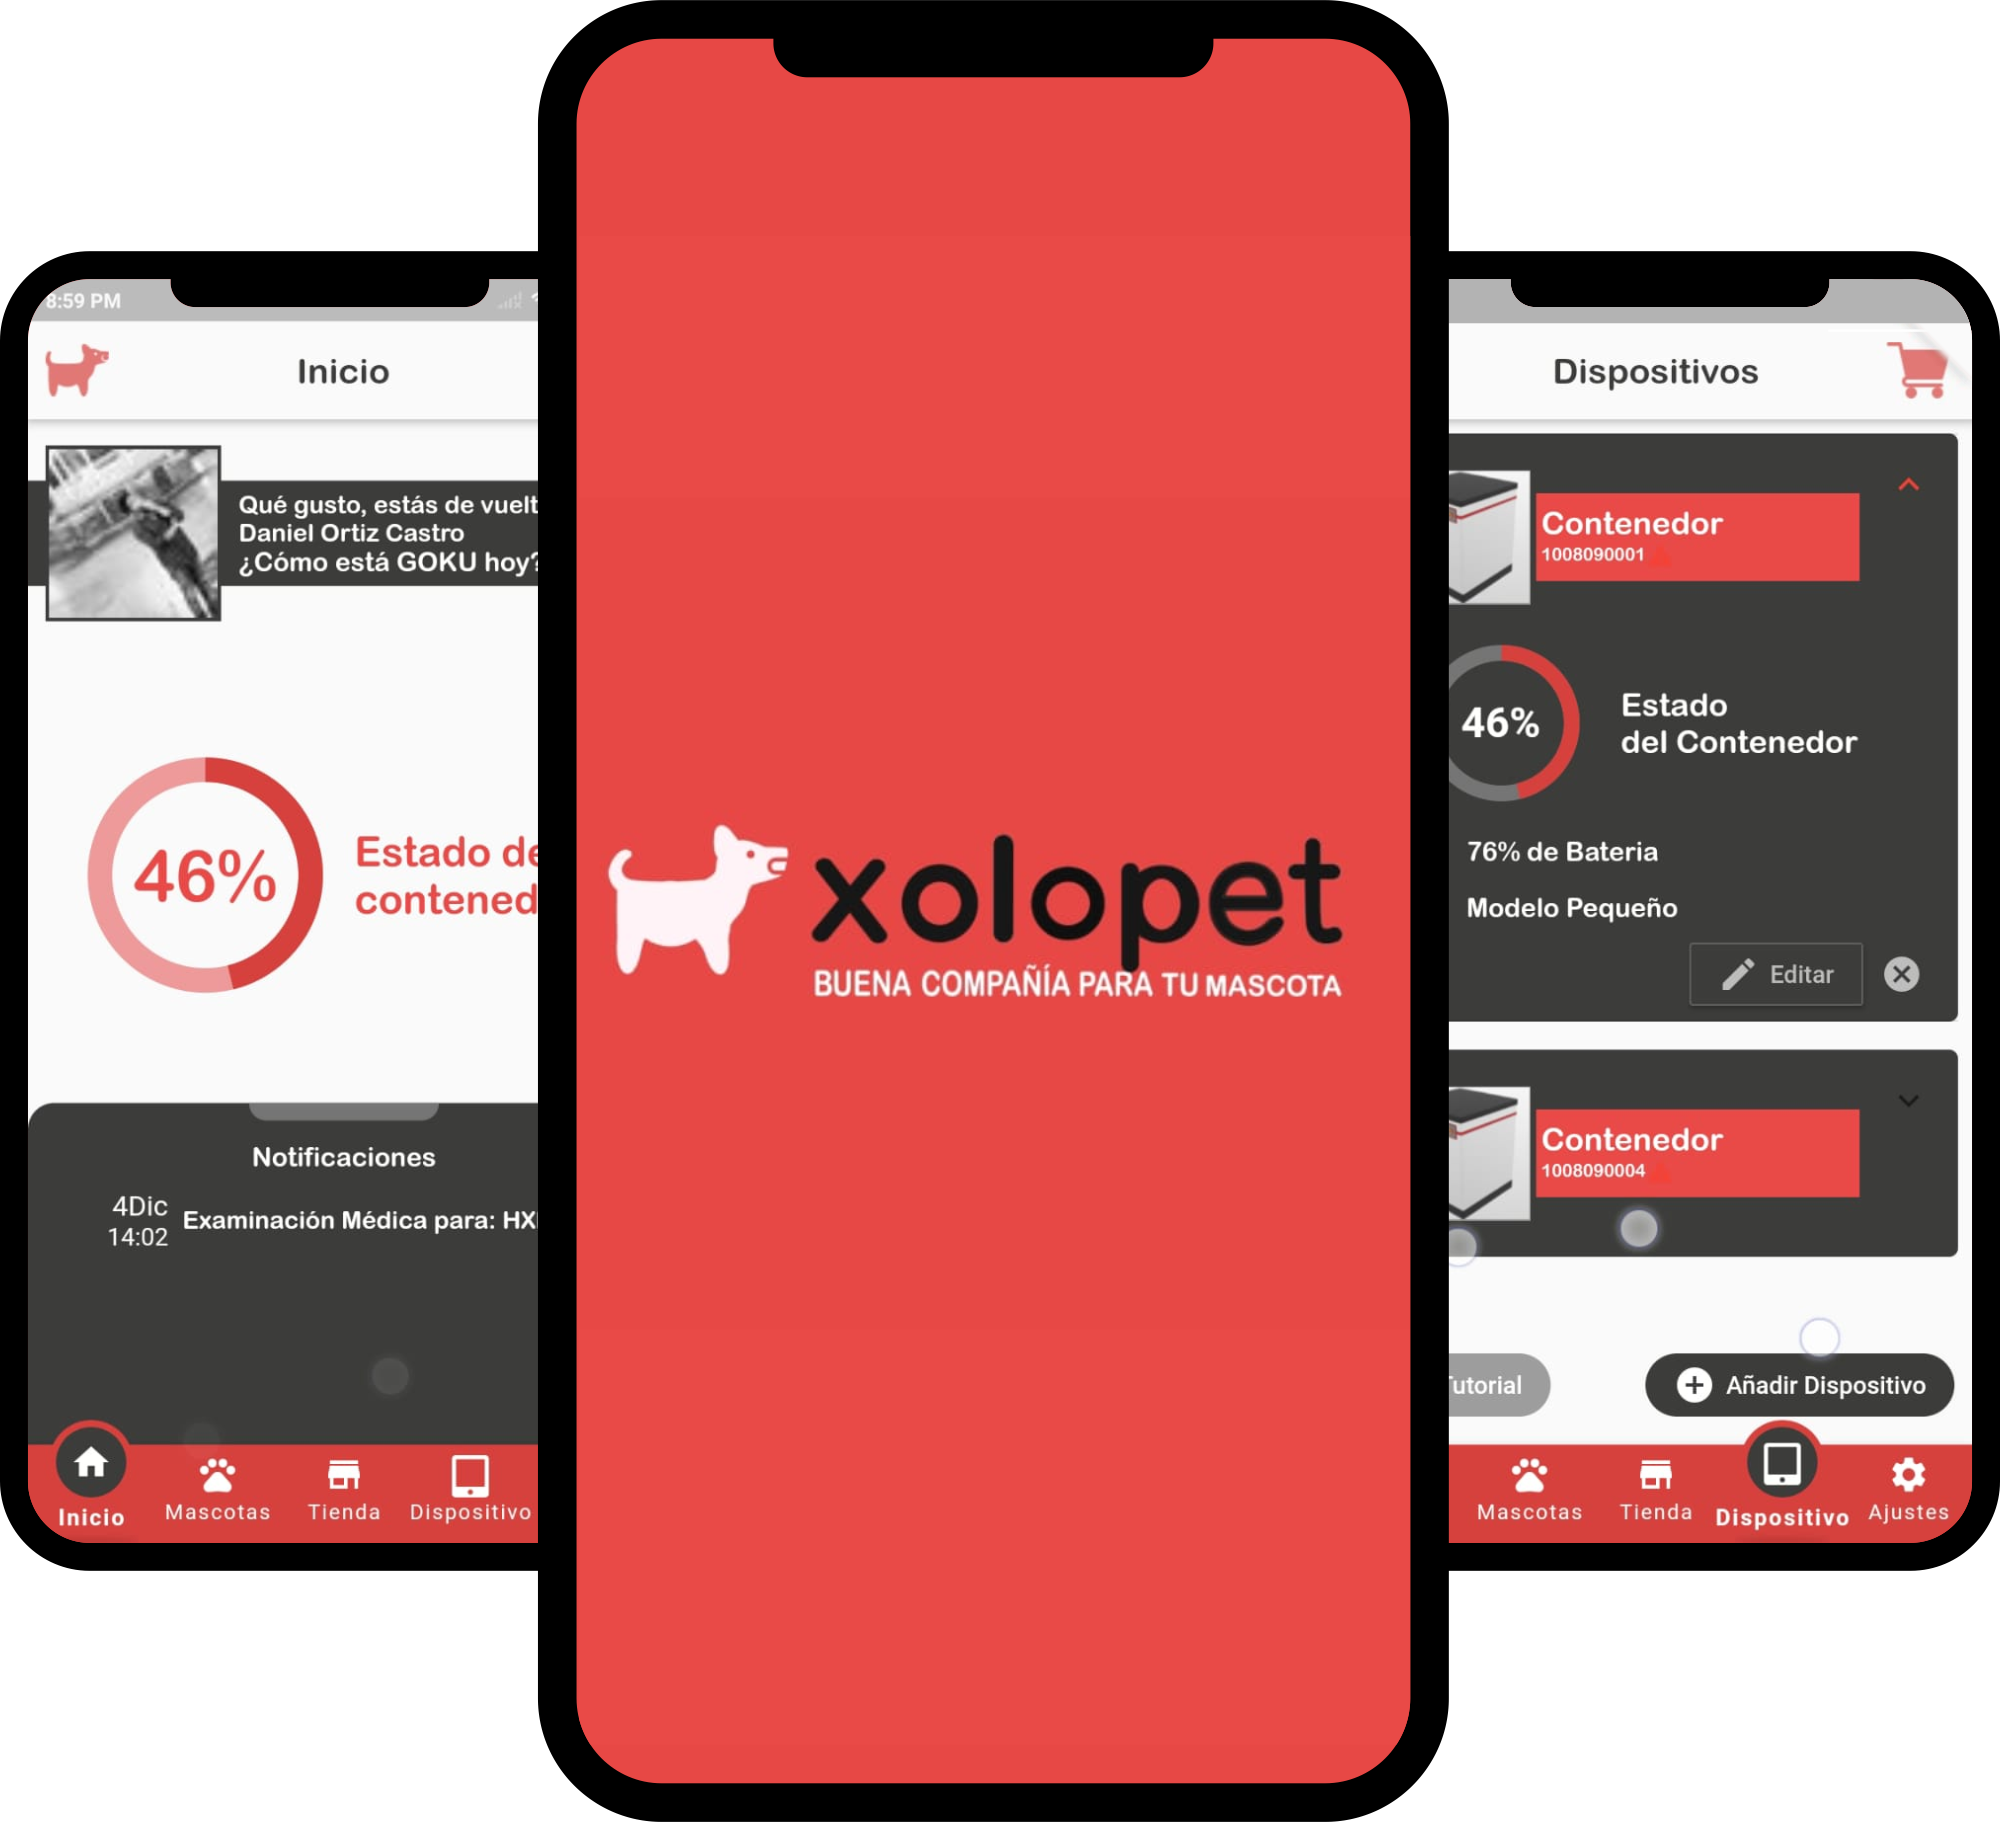 8:59 PM
Inicio
Qué gusto, estás de vuelt
Daniel Ortiz Castro
¿Cómo está GOKU hoy?
46%
Estado de
contened
Notificaciones
4Dic
14:02
Examinación Médica para: HX
Inicio
Mascotas
Tienda
Dispositivo
xolopet
BUENA COMPAÑÍA PARA TU MASCOTA
Dispositivos
Contenedor
1008090001
46%
Estado
del Contenedor
76% de Bateria
Modelo Pequeño
Editar
Contenedor
1008090004
Tutorial
Añadir Dispositivo
Mascotas
Tienda
Dispositivo
Ajustes